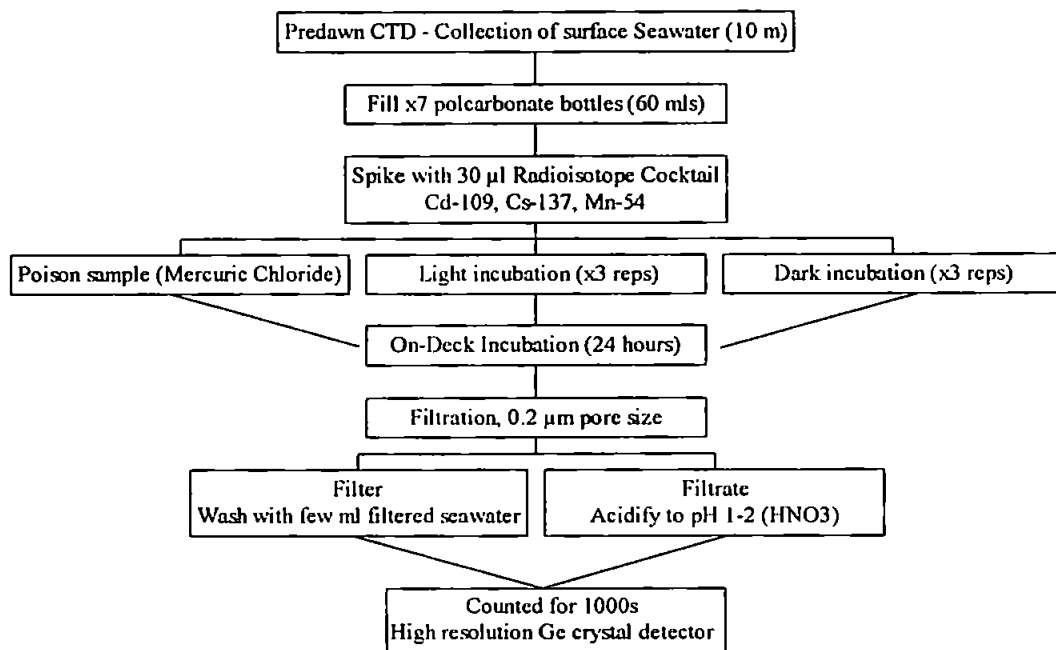 Predawn CTD - Collection of surface Seawater (10 m)
Fill x7 polcarbonate bottles (60 mls)
Spike with 30 µl Radioisotope Cocktail
Cd-109, Cs-137, Mn-54
Poison sample (Mercuric Chloride)
Light incubation (x3 reps)
Dark incubation (x3 reps)
On-Deck Incubation (24 hours)
Filtration, 0.2 µm pore size
Filter
Wash with few ml filtered seawater
Filtrate
Acidify to pH 1-2 (HNO3)
Counted for 1000s
High resolution Ge crystal detector